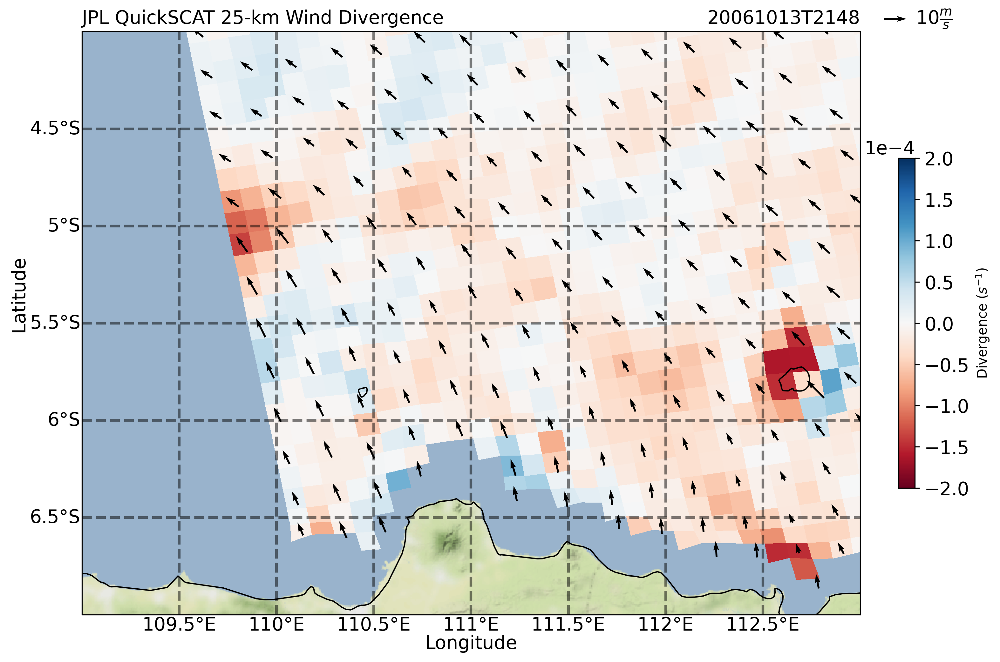 JPL QuickSCAT 25-km Wind Divergence 20061013T2148 10 m/s
4.5°S
5°S
5.5°S
6°S
6.5°S
Latitude
109.5°E 110°E 110.5°E 111°E 111.5°E 112°E 112.5°E
Longitude
1e−4
2.0
1.5
1.0
0.5
0.0
−0.5
−1.0
−1.5
−2.0
Divergence (s⁻¹)